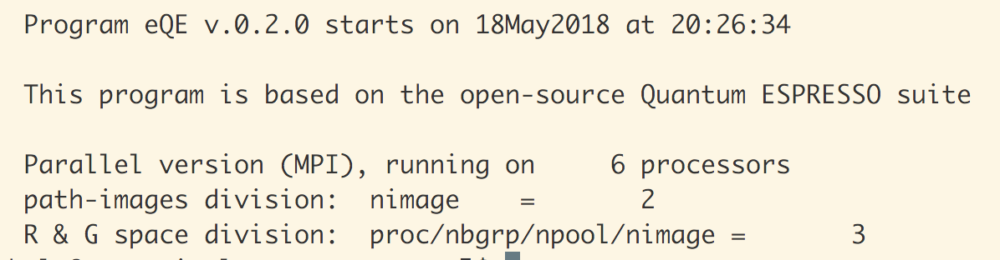 Program eQE v.0.2.0 starts on 18May2018 at 20:26:34
This program is based on the open-source Quantum ESPRESSO suite
Parallel version (MPI), running on 6 processors
path-images division: nimage = 2
R & G space division: proc/nbgrp/npool/nimage = 3